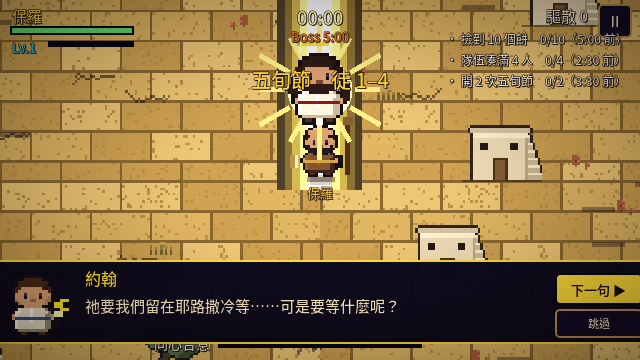 保羅
Lv.1
00:00
Boss 5:00
驅散 0
· 撿到 10 個餅 0/10（5:00 前）
· 隊伍湊滿 4 人 0/4（2:30 前）
· 開 2 次五旬節 0/2（3:30 前）
五旬節 徒 1–4
保羅
約翰
祂要我們留在耶路撒冷等……可是要等什麼呢？
下一句 ▶
跳過